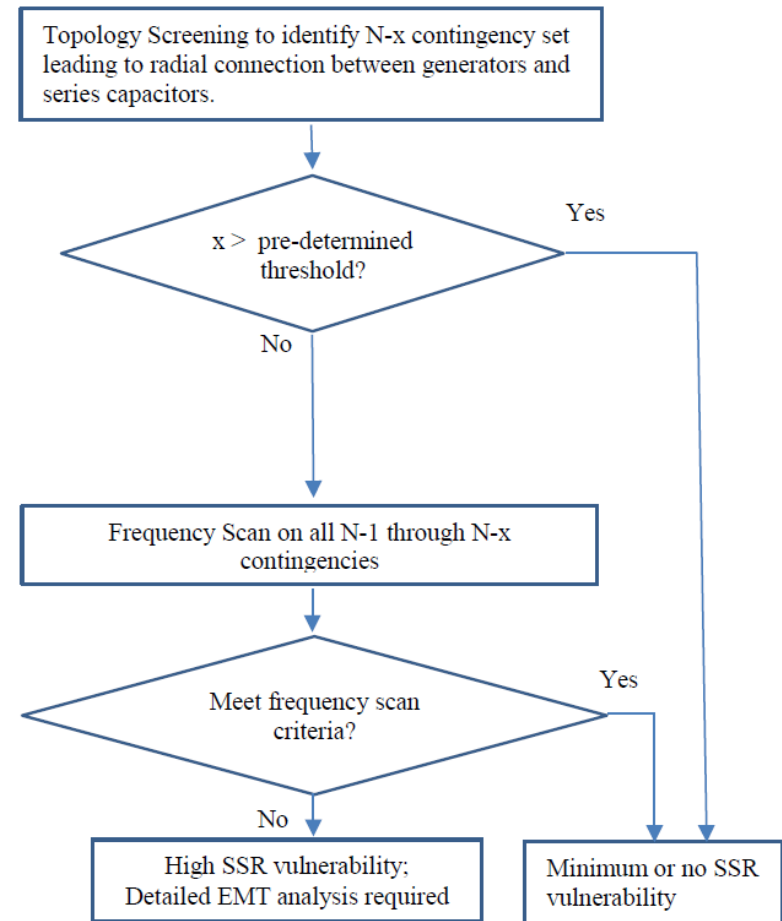 Topology Screening to identify N-x contingency set
leading to radial connection between generators and
series capacitors.
Yes
x > pre-determined
threshold?
No
Frequency Scan on all N-1 through N-x
contingencies
Yes
Meet frequency scan
criteria?
No
High SSR vulnerability;
Detailed EMT analysis required
Minimum or no SSR
vulnerability